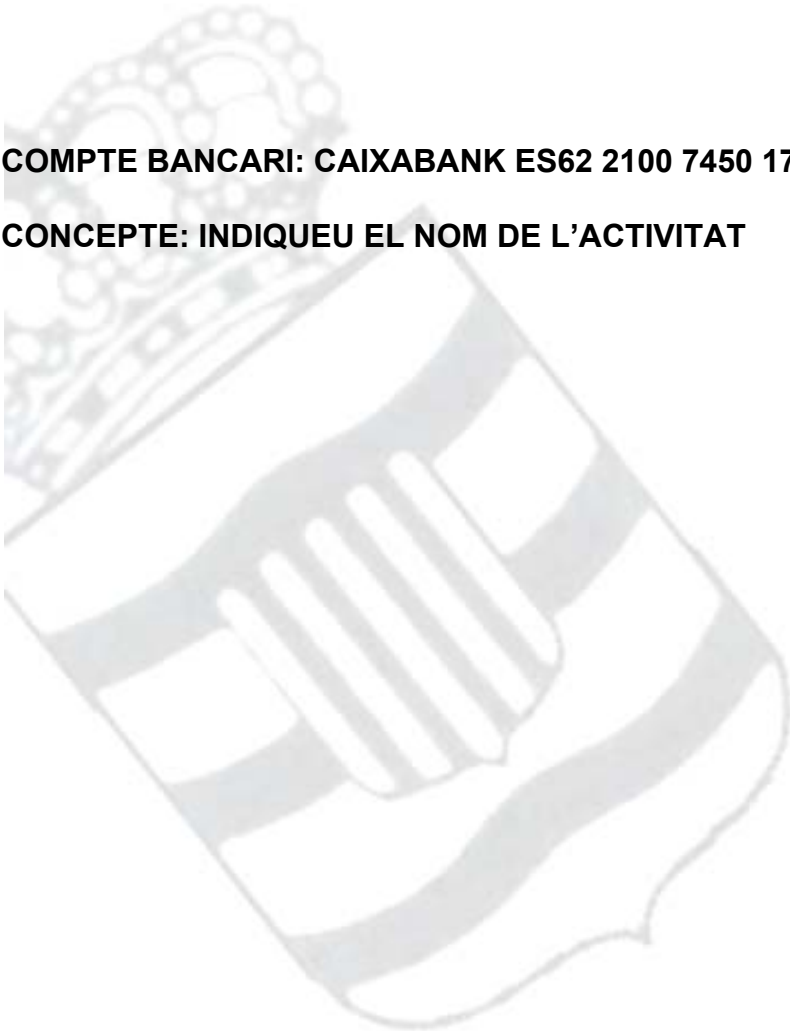 COMPTE BANCARI: CAIXABANK ES62 2100 7450 17
CONCEPTE: INDIQUEU EL NOM DE L’ACTIVITAT